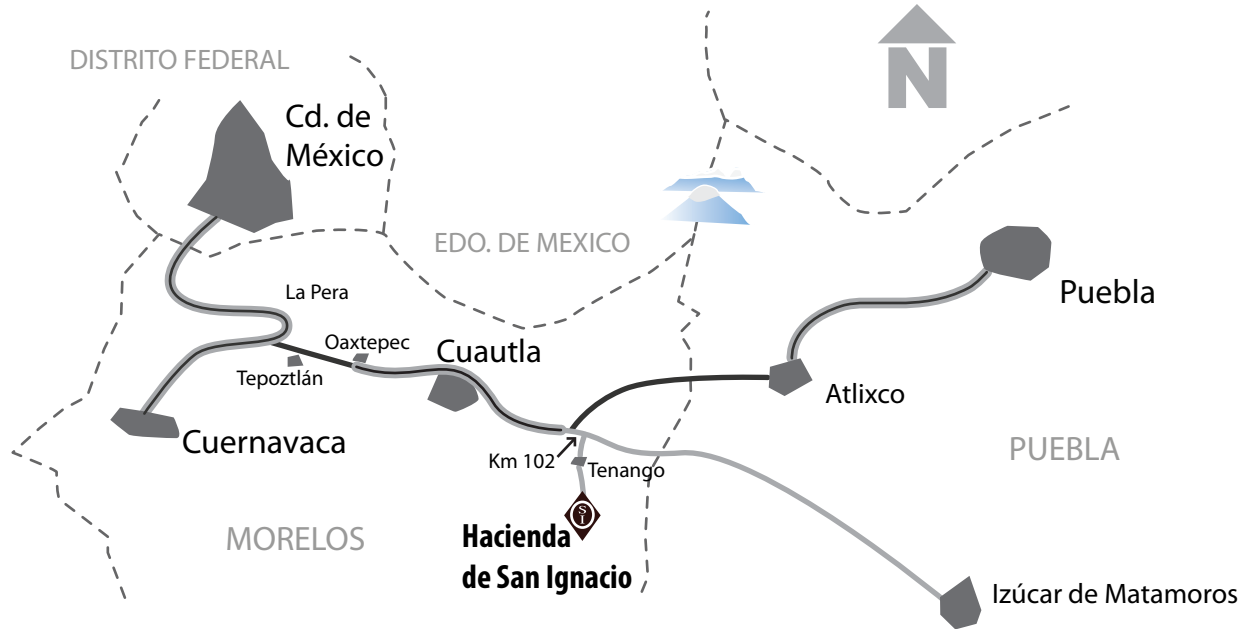 DISTRITO FEDERAL
N
Cd. de
México
EDO. DE MEXICO
La Pera
Puebla
Oaxtepec
Cuautla
Tepoztlán
Atlixco
Cuernavaca
Km 102
Tenango
PUEBLA
S
I
MORELOS
Hacienda
de San Ignacio
Izúcar de Matamoros